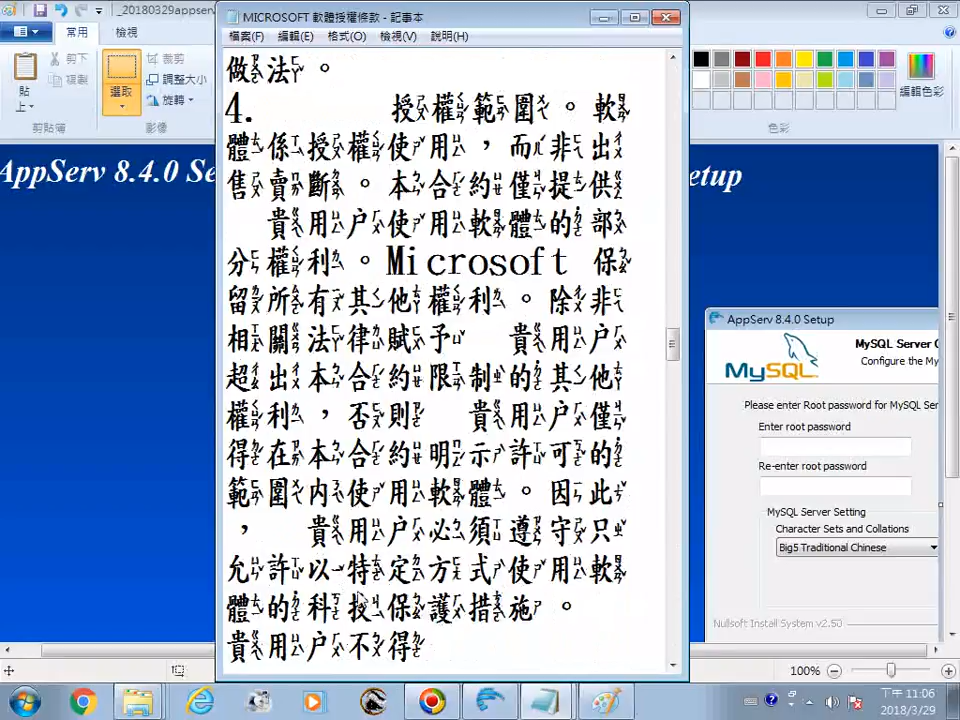 _20180329appserv
常用
檢視
剪下
複製
貼上
剪貼簿
選取
裁剪
調整大小
旋轉
影像
色彩
編輯色彩
AppServ 8.4.0 Se
etup
MICROSOFT 軟體授權條款 - 記事本
檔案(F) 編輯(E) 格式(O) 檢視(V) 說明(H)
做法。
4. 授權範圍。軟
體係授權使用，而非出
售賣斷。本合約僅提供
貴用户使用軟體的部
分權利。Microsoft 保
留所有其他權利。除非
相關法律賦予 貴用户
超出本合約限制的其他
權利，否則 貴用户僅
得在本合約明示許可的
範圍内使用軟體。因此
， 貴用户必須遵守只
允許以特定方式使用軟
體的科技保護措施。
貴用户不得
AppServ 8.4.0 Setup
MySQL
MySQL Server C
Configure the My
Please enter Root password for MySQL Ser
Enter root password
Re-enter root password
MySQL Server Setting
Character Sets and Collations
Big5 Traditional Chinese
Nullsoft Install System v2.50
100%
下午 11:06
2018/3/29